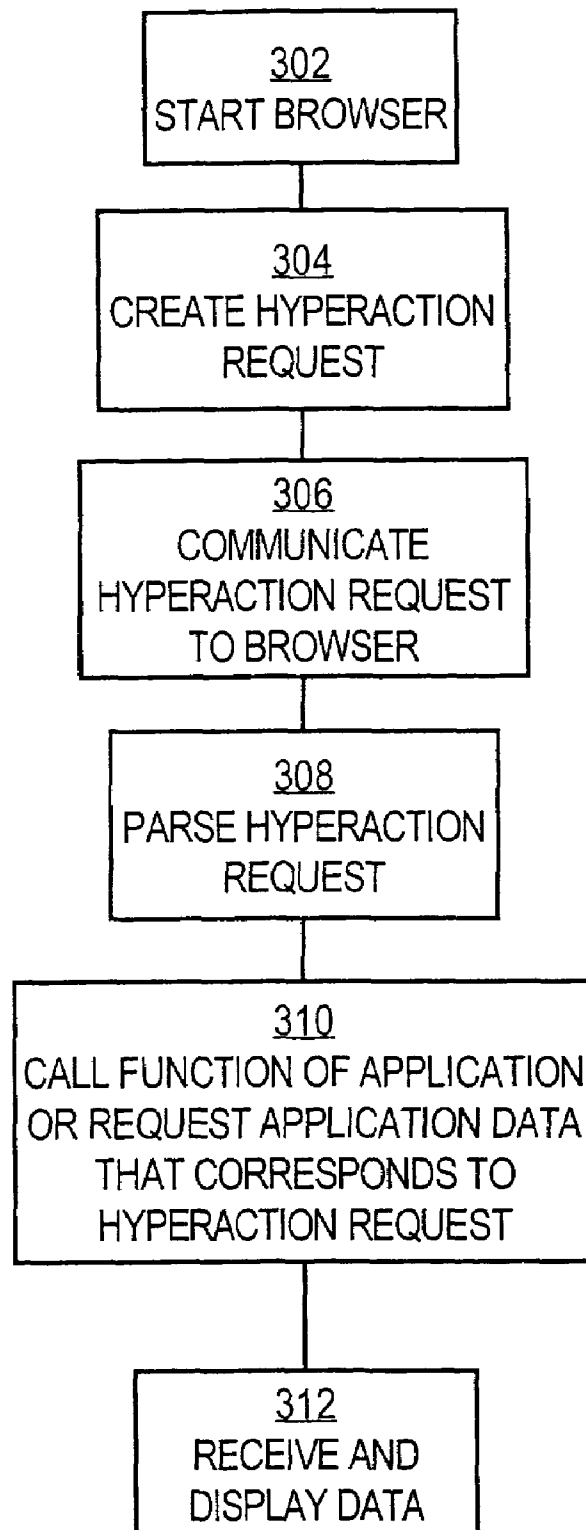 302
START BROWSER
304
CREATE HYPERACTION
REQUEST
306
COMMUNICATE
HYPERACTION REQUEST
TO BROWSER
308
PARSE HYPERACTION
REQUEST
310
CALL FUNCTION OF APPLICATION
OR REQUEST APPLICATION DATA
THAT CORRESPONDS TO
HYPERACTION REQUEST
312
RECEIVE AND
DISPLAY DATA